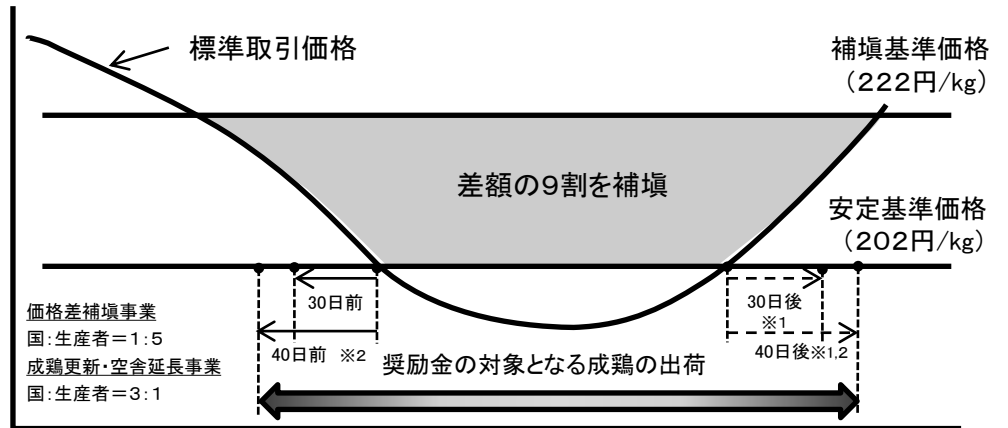 標準取引価格
補塡基準価格
（222円/kg）
差額の9割を補塡
安定基準価格
（202円/kg）
30日前
30日後
※1
40日前 ※2
40日後※1,2
価格差補塡事業
国:生産者＝1:5
成鶏更新・空舎延長事業
国:生産者＝3:1
奨励金の対象となる成鶏の出荷